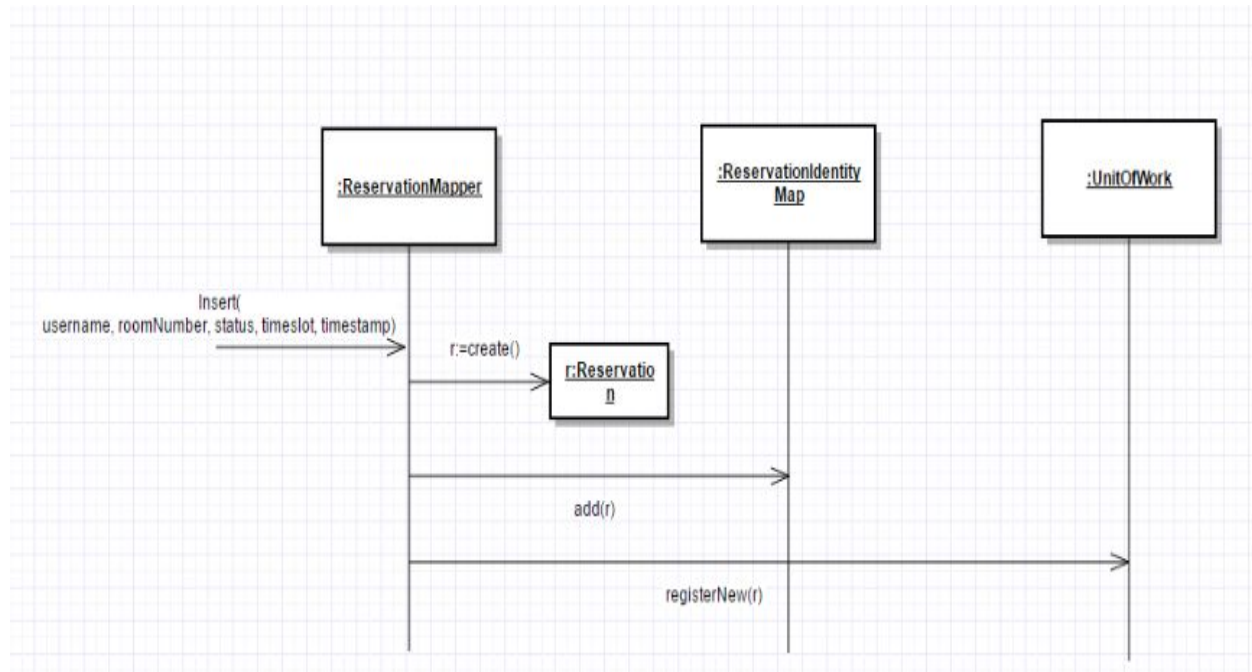 :ReservationMapper
:ReservationIdentity
Map
:UnitOfWork
Insert(
username, roomNumber, status, timeslot, timestamp)
r:=create()
r:Reservatio
n
add(r)
registerNew(r)